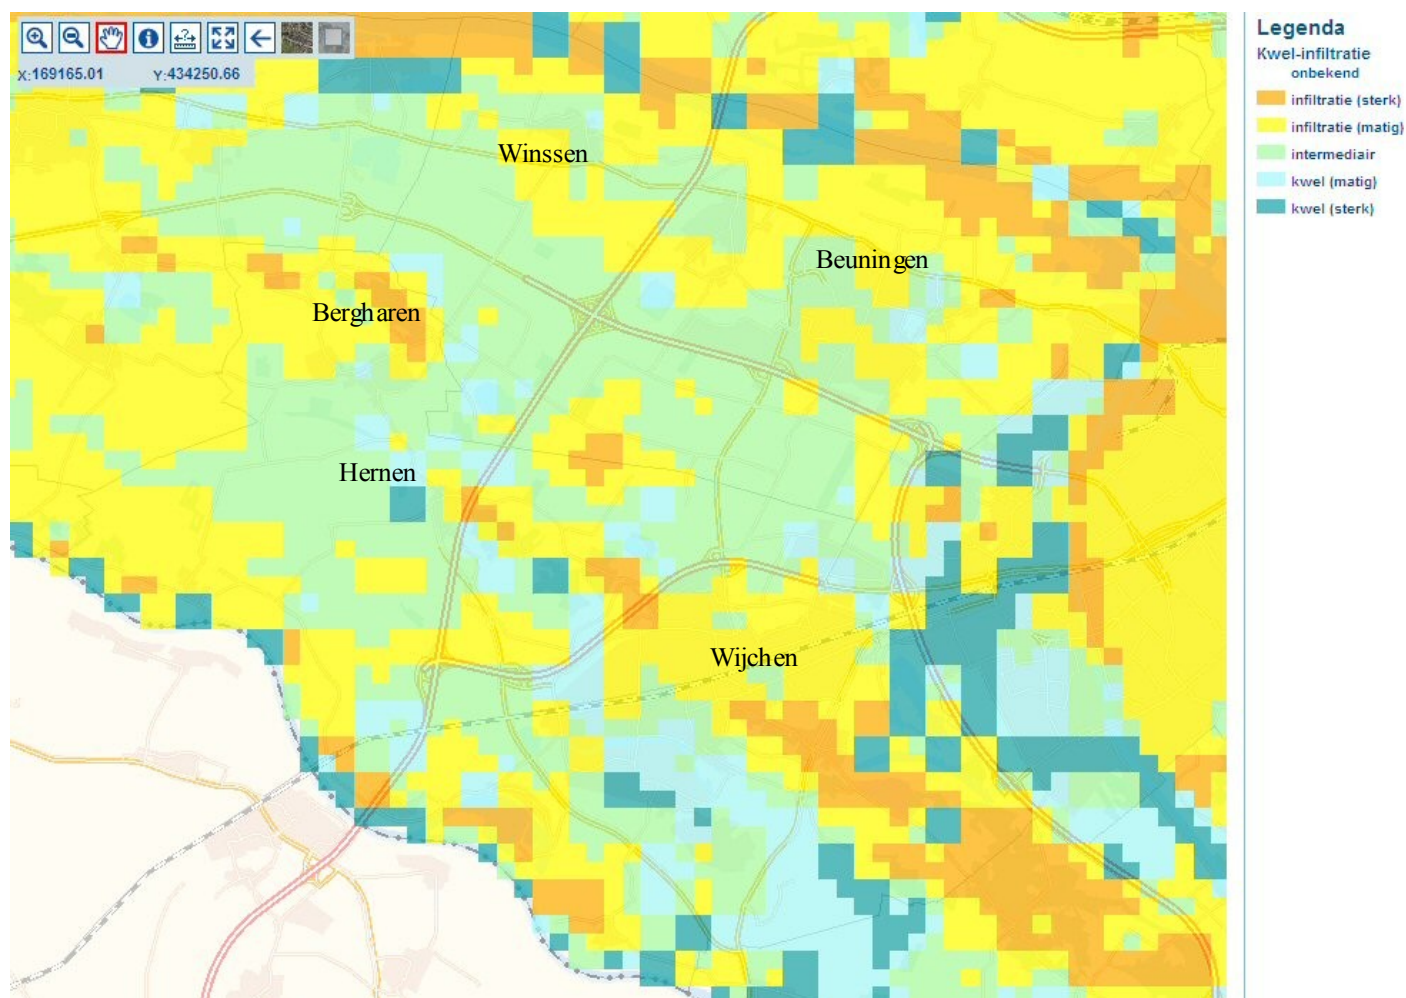 X:169165.01 Y:434250.66
Winssen
Beuningen
Bergharen
Hernen
Wijchen
Legenda
Kwel-infiltratie
onbekend
infiltratie (sterk)
infiltratie (matig)
intermediair
kwel (matig)
kwel (sterk)